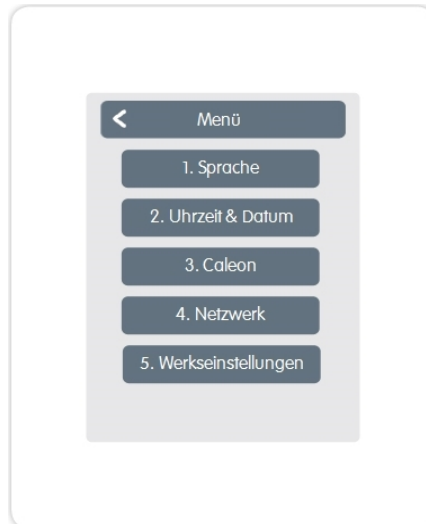 Menü
1. Sprache
2. Uhrzeit & Datum
3. Caleon
4. Netzwerk
5. Werkseinstellungen